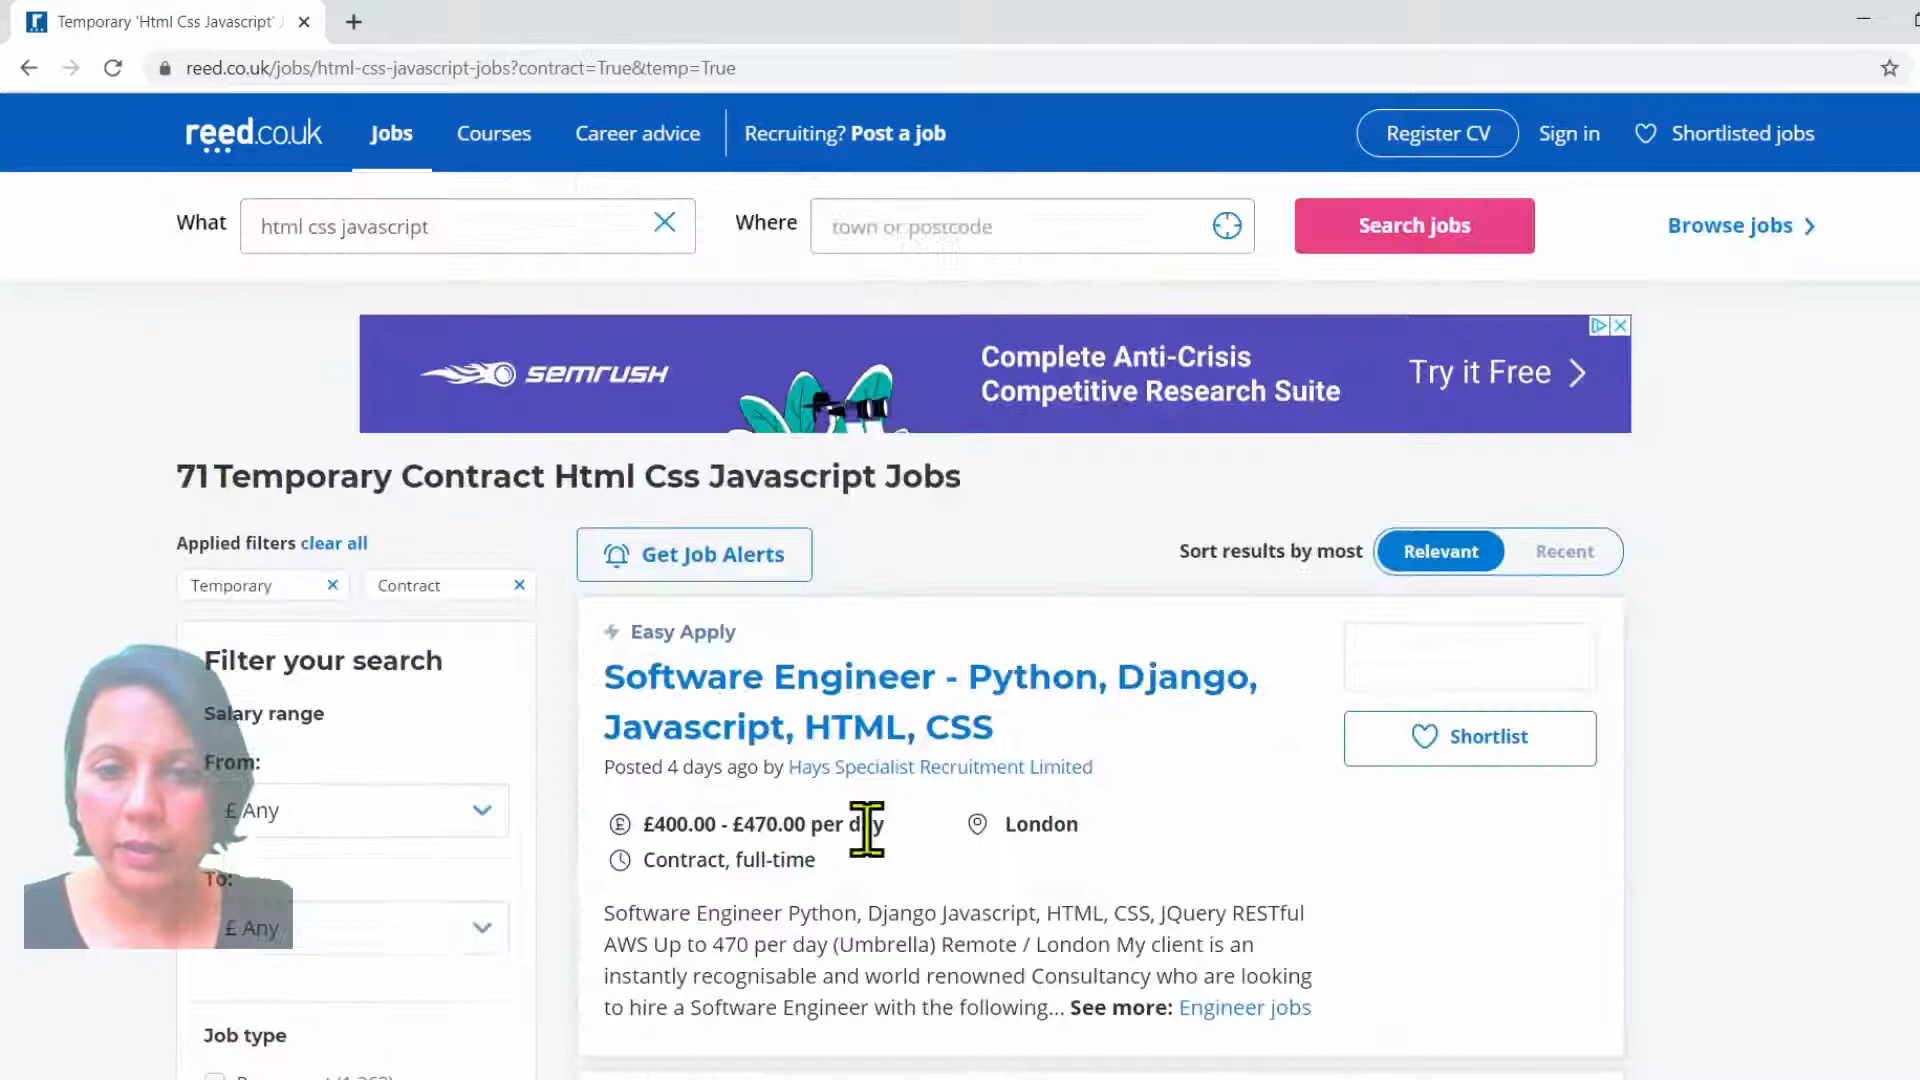 Temporary 'Html Css Javascript'
reed.co.uk/jobs/html-css-javascript-jobs?contract=True&temp=True
reed.co.uk
Jobs
Courses
Career advice
Recruiting? Post a job
Register CV
Sign in
Shortlisted jobs
What
html css javascript
Where
town or postcode
Search jobs
Browse jobs
semrush
Complete Anti-Crisis
Competitive Research Suite
Try it Free
71 Temporary Contract Html Css Javascript Jobs
Applied filters clear all
Temporary
Contract
Get Job Alerts
Sort results by most
Relevant
Recent
Filter your search
Salary range
From:
£ Any
To:
£ Any
Job type
Easy Apply
Software Engineer - Python, Django,
Javascript, HTML, CSS
Posted 4 days ago by Hays Specialist Recruitment Limited
£400.00 - £470.00 per day
London
Contract, full-time
Shortlist
Software Engineer Python, Django Javascript, HTML, CSS, JQuery RESTful
AWS Up to 470 per day (Umbrella) Remote / London My client is an
instantly recognisable and world renowned Consultancy who are looking
to hire a Software Engineer with the following... See more: Engineer jobs